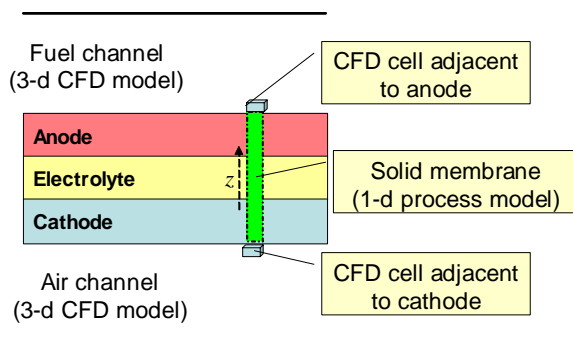 Fuel channel
(3-d CFD model)
CFD cell adjacent
to anode
Anode
Electrolyte
z
Cathode
Solid membrane
(1-d process model)
Air channel
(3-d CFD model)
CFD cell adjacent
to cathode